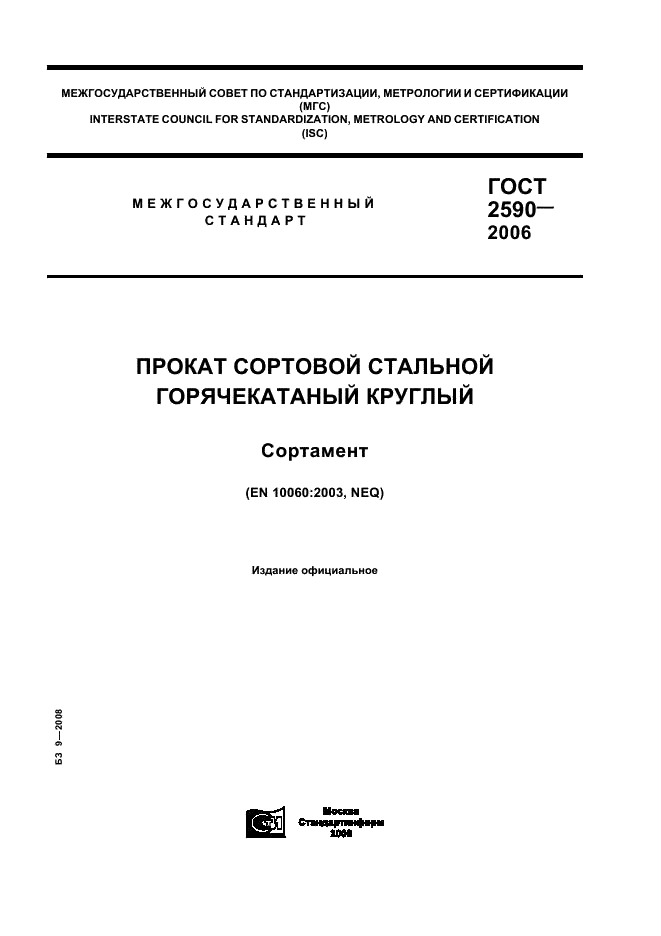 МЕЖГОСУДАРСТВЕННЫЙ СОВЕТ ПО СТАНДАРТИЗАЦИИ, МЕТРОЛОГИИ И СЕРТИФИКАЦИИ
(МГС)
INTERSTATE COUNCIL FOR STANDARDIZATION, METROLOGY AND CERTIFICATION
(ISC)
МЕЖГОСУДАРСТВЕННЫЙ
СТАНДАРТ
ГОСТ
2590—
2006
ПРОКАТ СОРТОВОЙ СТАЛЬНОЙ
ГОРЯЧЕКАТАНЫЙ КРУГЛЫЙ
Сортамент
(EN 10060:2003, NEQ)
Издание официальное
БЗ 9—2008
Москва
Стандартинформ